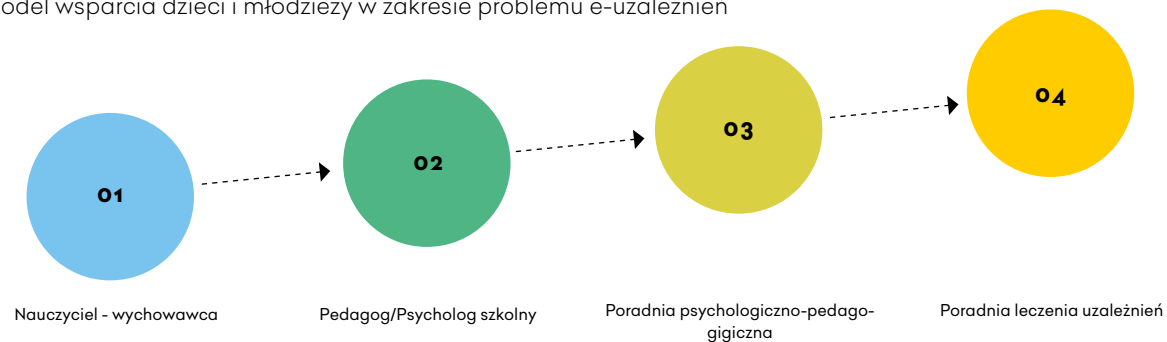 odel wsparcia dzieci i młodzieży w zakresie problemu e-uzależnień
01
02
03
04
Nauczyciel - wychowawca
Pedagog/Psycholog szkolny
Poradnia psychologiczno-pedago-
gigiczna
Poradnia leczenia uzależnień